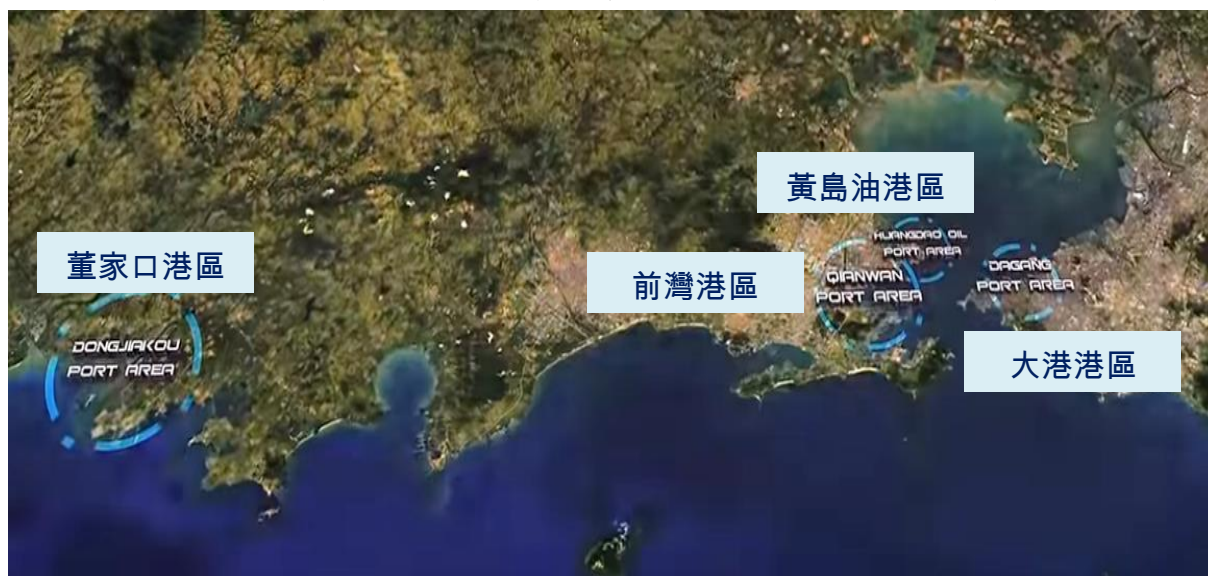 黃島油港區
HUANGDAO OIL
PORT AREA
董家口港區
前灣港區
QIANWAN
PORT AREA
DAGANG
PORT AREA
DONGJIAKOU
PORT AREA
大港港區